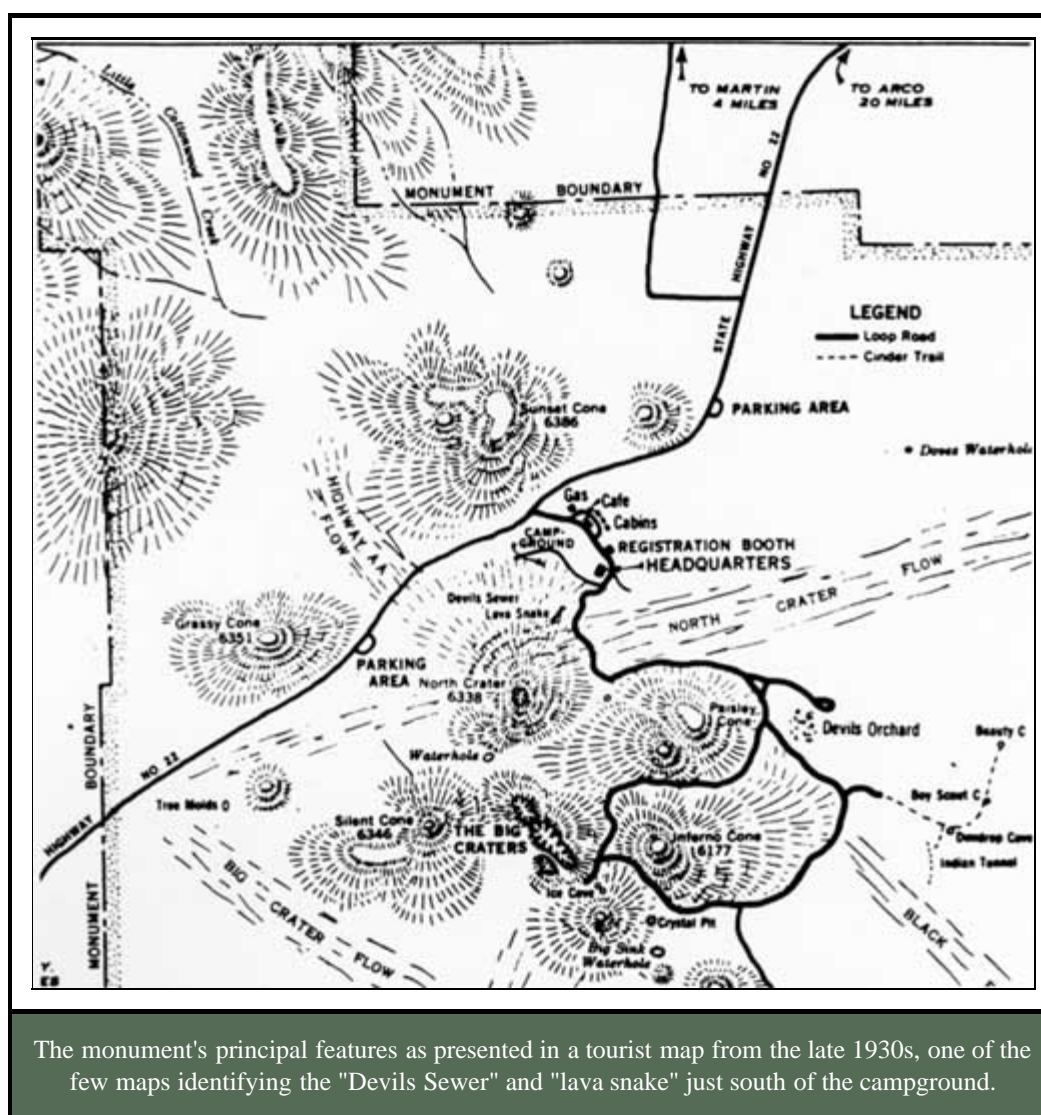 Little
Cottonwood
Creek
TO MARTIN
4 MILES
TO ARCO
20 MILES
MONUMENT BOUNDARY
STATE HIGHWAY NO 22
LEGEND
Loop Road
Cinder Trail
Sunset Cone
6386
PARKING AREA
HIGHWAY A A
FLOW
Gas
Cafe
Cabins
CAMP-
GROUND
REGISTRATION BOOTH
HEADQUARTERS
Devils Sewer
Lava Snake
NORTH CRATER FLOW
Grassy Cone
6351
PARKING
AREA
North Crater
6338
Paisley
Cone
Devils Orchard
Beauty C
Waterhole
HIGHWAY NO 22
Tree Molds
Silent Cone
6346
THE BIG
CRATERS
Inferno Cone
6177
Boy Scout C
Dewdrop Cave
Indian Tunnel
Ice Cave
Crystal Pit
Big Sink
Waterhole
BIG
CRATER FLOW
BLACK
F
MONUMENT BOUNDARY
Y.
ES
The monument's principal features as presented in a tourist map from the late 1930s, one of the
few maps identifying the "Devils Sewer" and "lava snake" just south of the campground.